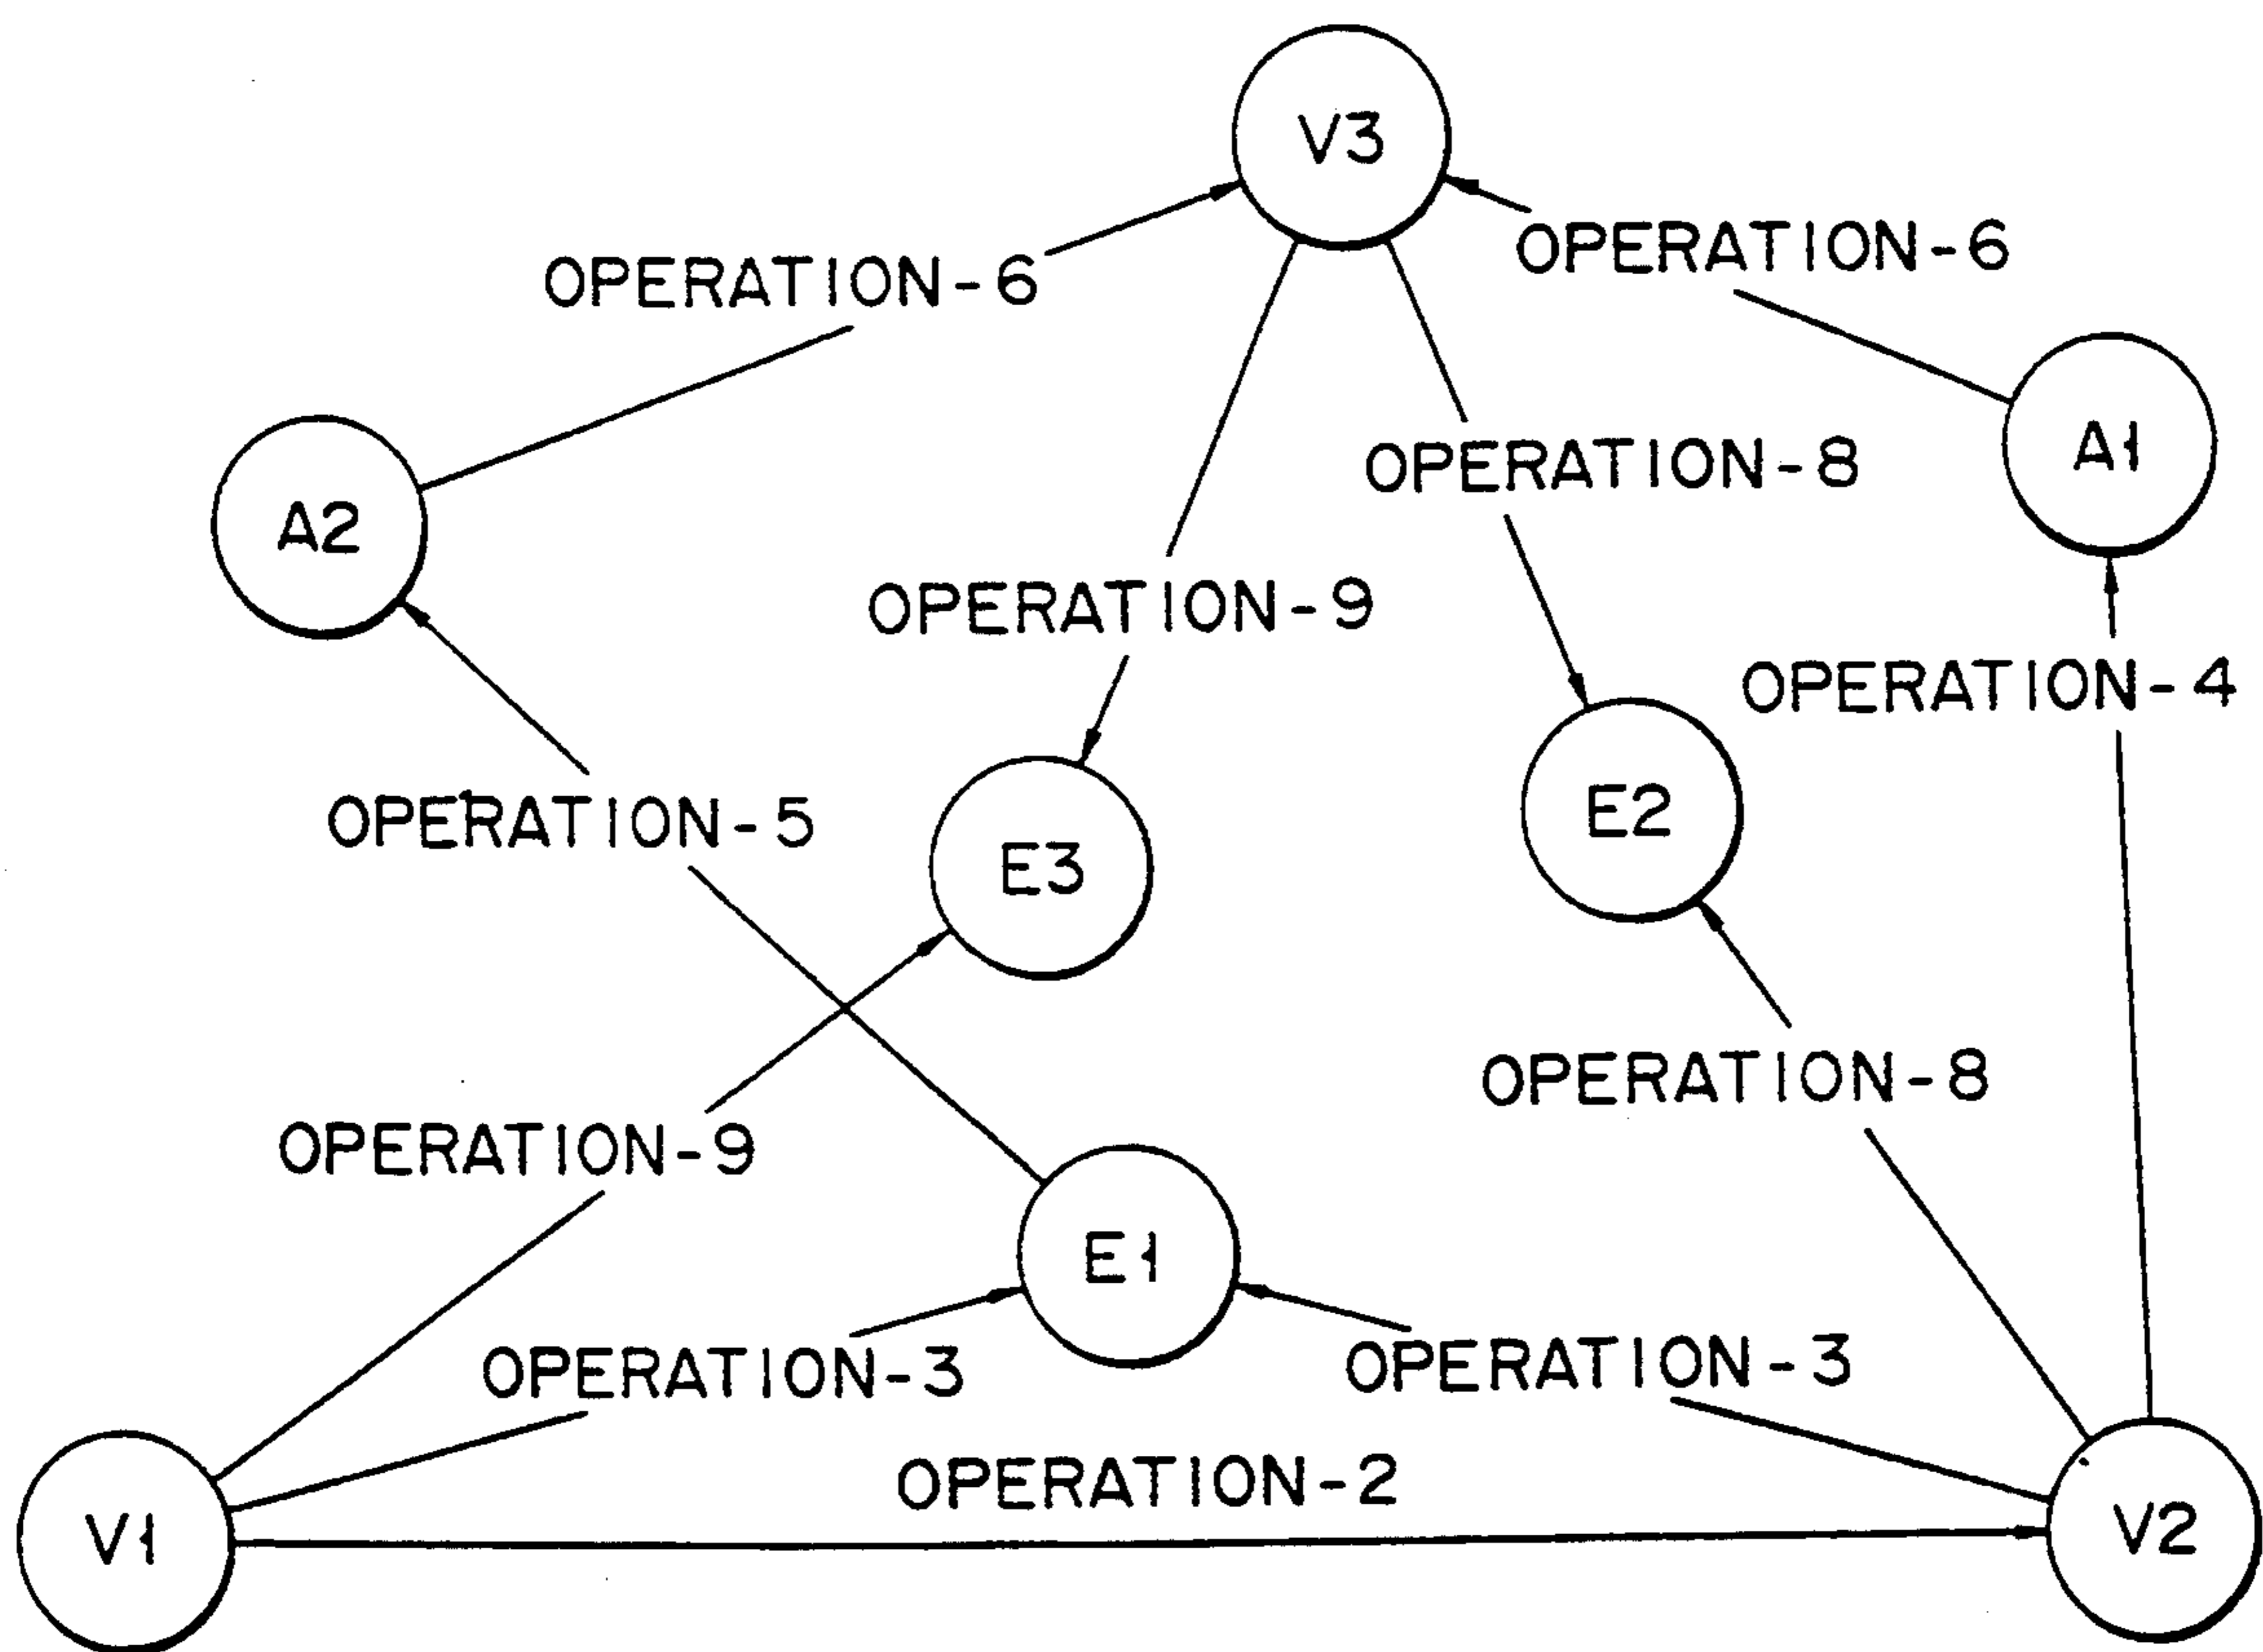 V3
OPERATION-6
OPERATION-6
A1
OPERATION-8
A2
OPERATION-9
OPERATION-4
E2
OPERATION-5
E3
OPERATION-8
OPERATION-9
E1
OPERATION-3
OPERATION-3
OPERATION-2
V1
V2